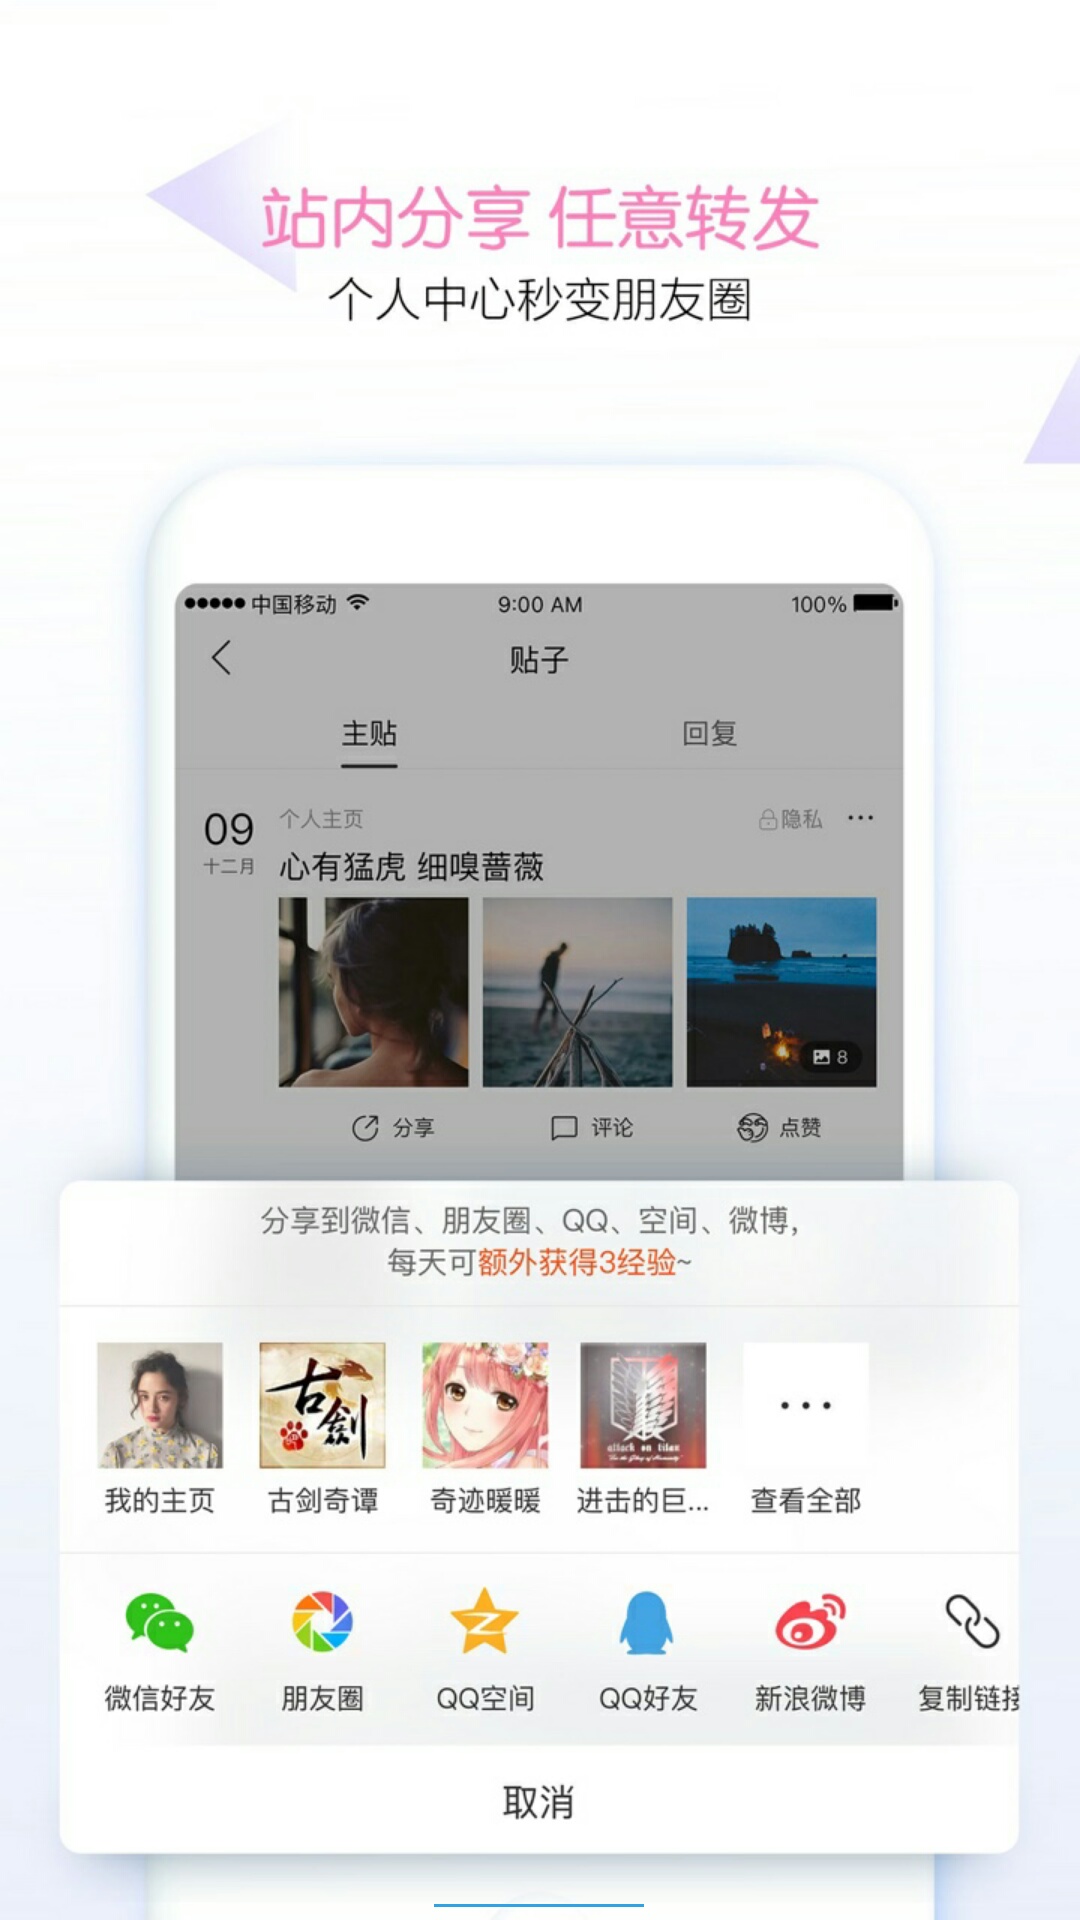 站内分享 任意转发
个人中心秒变朋友圈
中国移动 9:00 AM 100%
贴子
主贴 回复
09 个人主页 隐私
十二月 心有猛虎 细嗅蔷薇
8
分享 评论 点赞
分享到微信、朋友圈、QQ、空间、微博,
每天可额外获得3经验~
古剑
attack on titan
我的主页 古剑奇谭 奇迹暖暖 进击的巨... 查看全部
微信好友 朋友圈 QQ空间 QQ好友 新浪微博 复制链接
取消